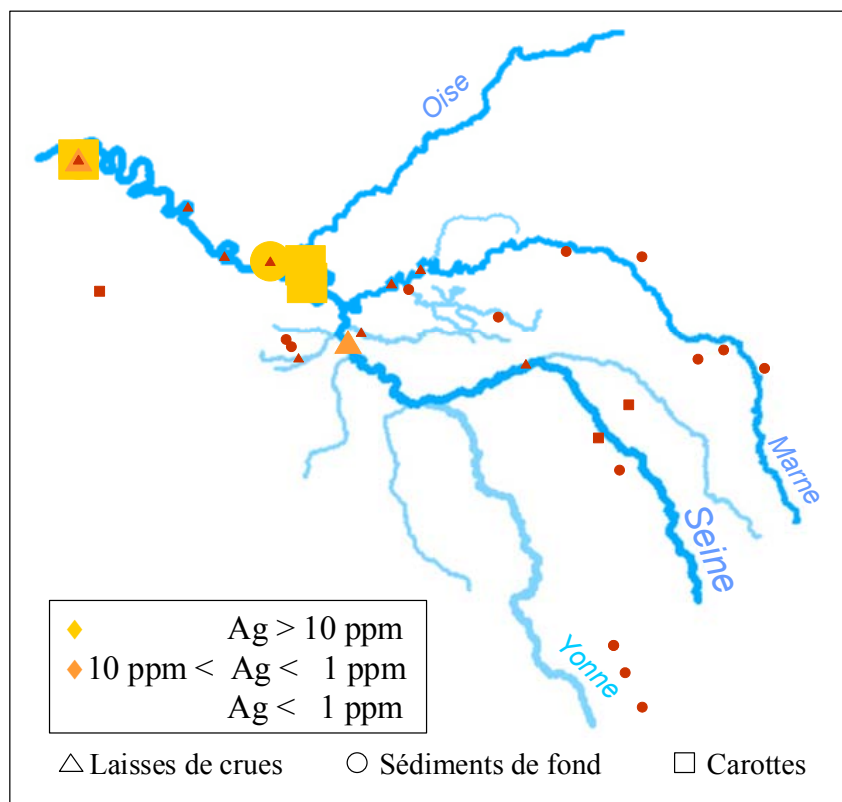 Oise
Marne
Seine
Yonne
Ag > 10 ppm
10 ppm < Ag < 1 ppm
Ag < 1 ppm
Laisses de crues Sédiments de fond Carottes